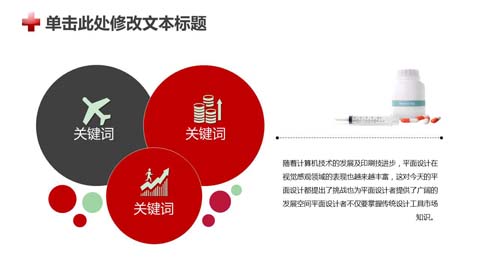 单击此处修改文本标题
关键词
关键词
关键词
随着计算机技术的发展及印刷技进步，平面设计在
视觉感观领域的表现也越来越丰富，这对今天的平
面设计都提出了挑战也为平面设计者提供了广阔的
发展空间平面设计者不仅要掌握传统设计工具市场
知识。